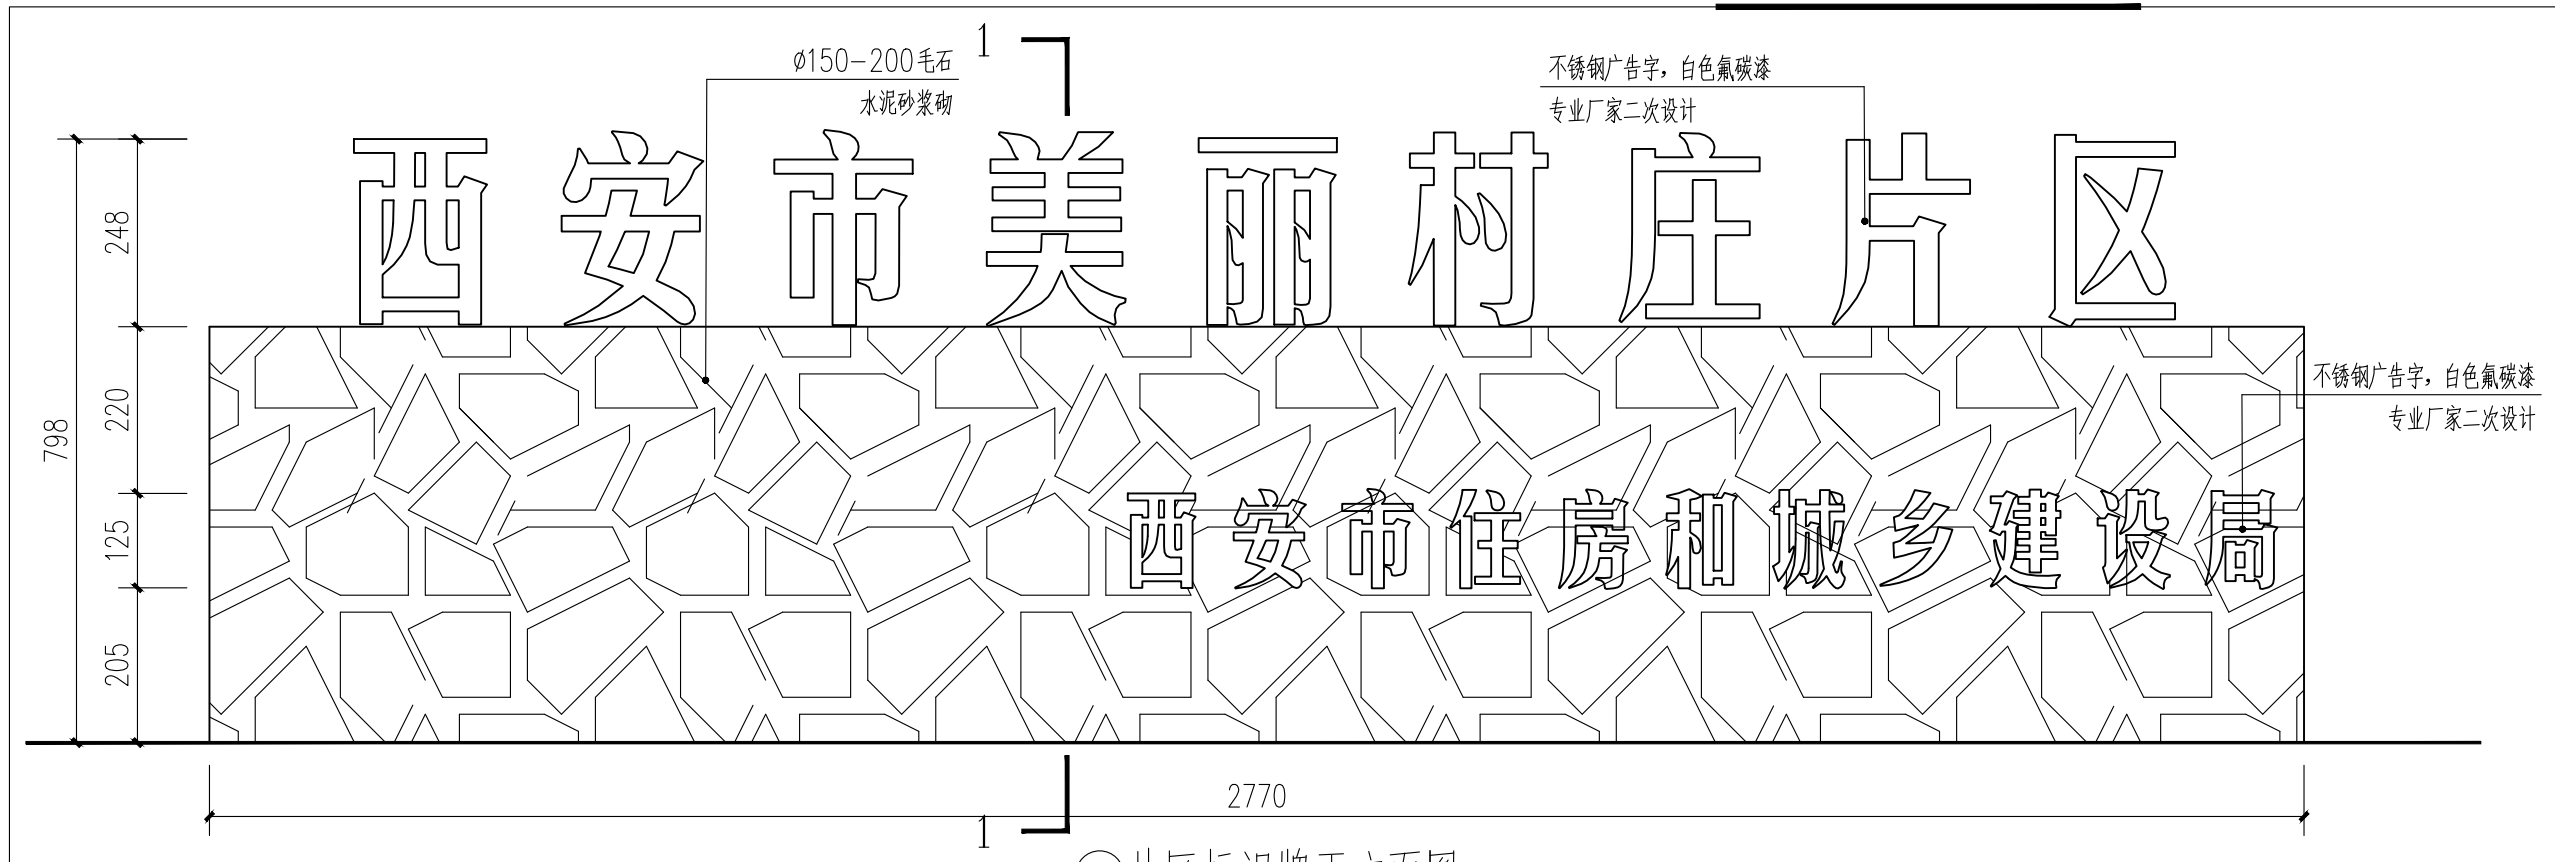 1
Ø150-200毛石
水泥砂浆砌
不锈钢广告字，白色氟碳漆
专业厂家二次设计
西安市美丽村庄片区
248
220
125
205
798
不锈钢广告字，白色氟碳漆
专业厂家二次设计
西安市住房和城乡建设局
2770
1